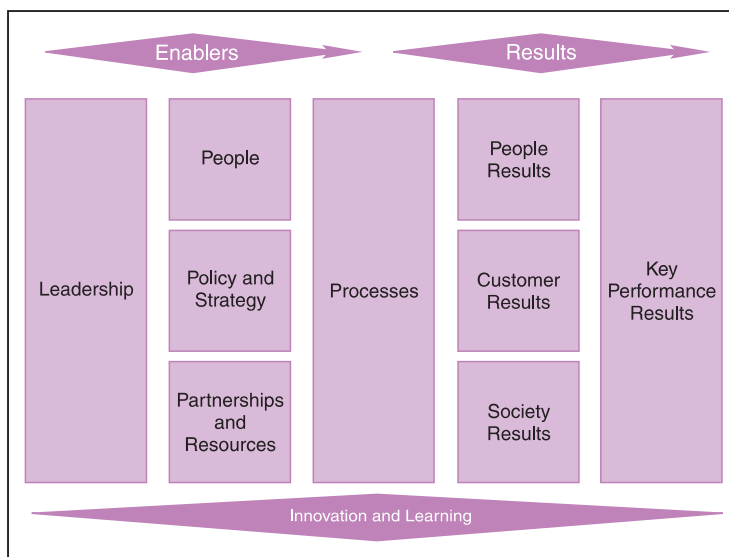 Enablers
Results
Leadership
People
Policy and
Strategy
Partnerships
and
Resources
Processes
People
Results
Customer
Results
Society
Results
Key
Performance
Results
Innovation and Learning